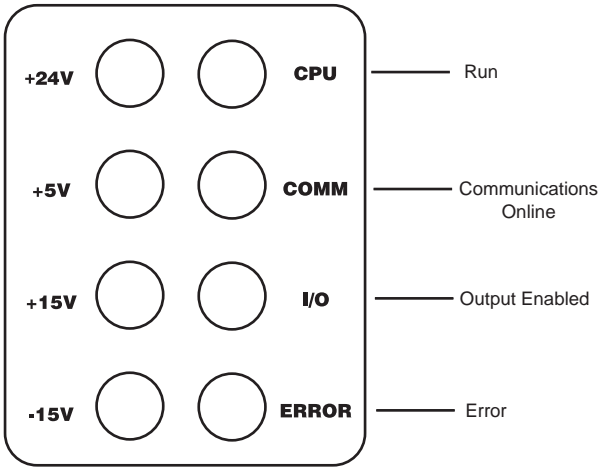 +24V CPU Run
+5V COMM Communications
Online
+15V I/O Output Enabled
-15V ERROR Error